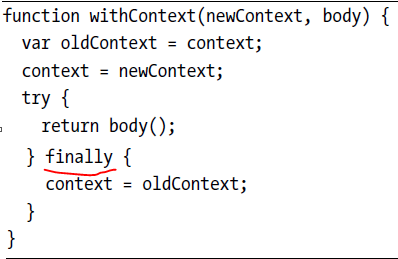 function withContext(newContext, body) {
var oldContext = context;
context = newContext;
try {
return body();
} finally {
context = oldContext;
}
}